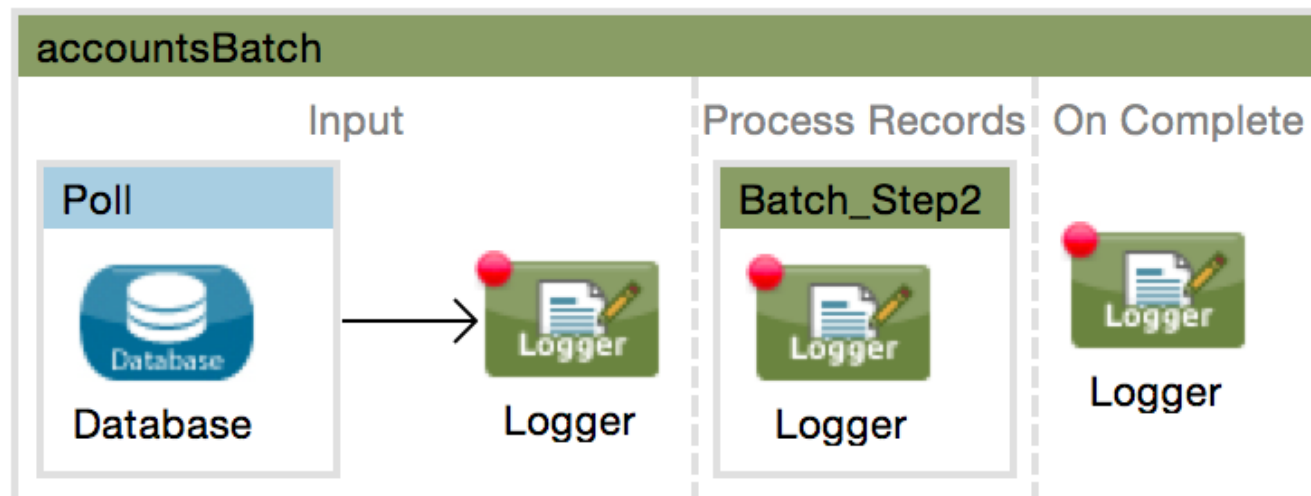 accountsBatch
Input
Process Records
On Complete
Poll
Database
Database
Logger
Logger
Batch_Step2
Logger
Logger
Logger
Logger